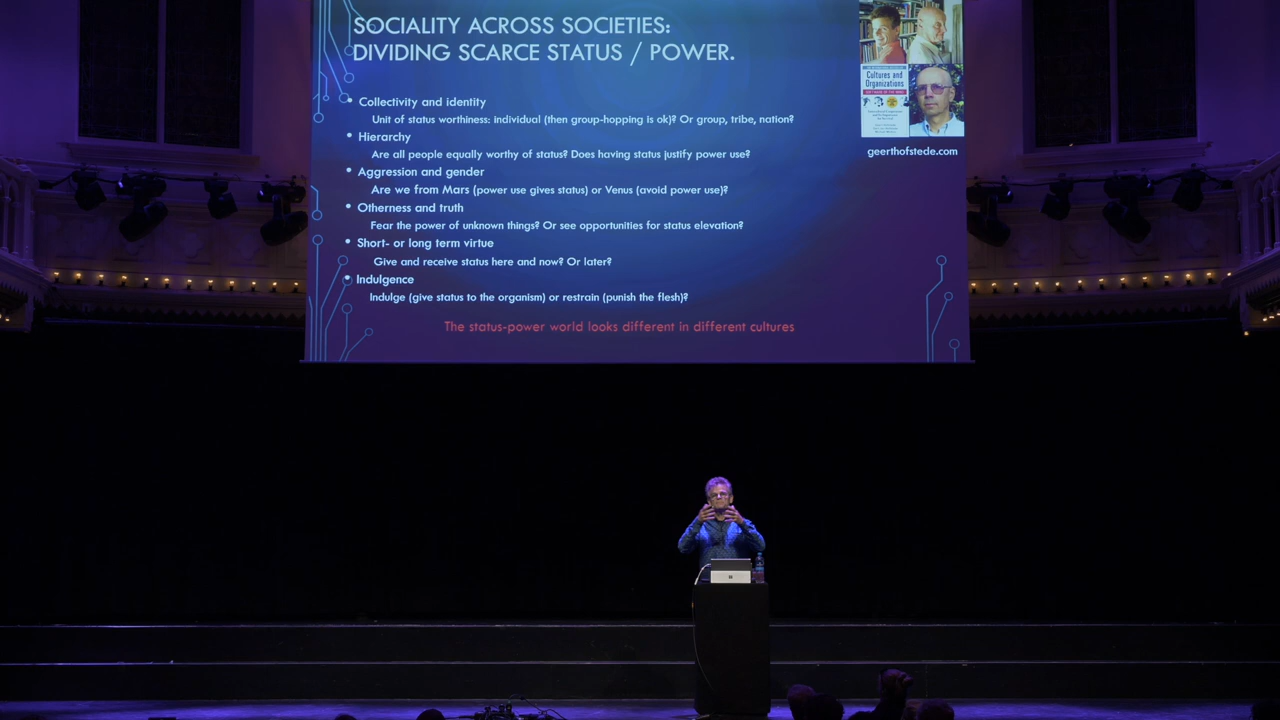 SOCIALITY ACROSS SOCIETIES:
DIVIDING SCARCE STATUS / POWER.
• Collectivity and identity
Unit of status worthiness: individual (then group-hopping is ok)? Or group, tribe, nation?
• Hierarchy
Are all people equally worthy of status? Does having status justify power use?
• Aggression and gender
Are we from Mars (power use gives status) or Venus (avoid power use)?
• Otherness and truth
Fear the power of unknown things? Or see opportunities for status elevation?
• Short- or long term virtue
Give and receive status here and now? Or later?
• Indulgence
Indulge (give status to the organism) or restrain (punish the flesh)?
The status-power world looks different in different cultures
Cultures and
Organizations
geerthofstede.com